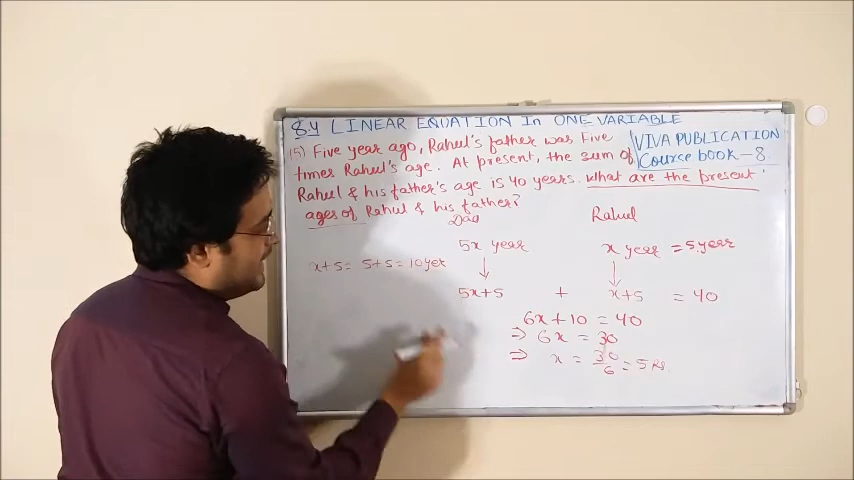 8.4 LINEAR EQUATION In ONE VARIABLE
VIVA PUBLICATION
Course book-8
(5) Five year ago, Rahul's father was Five
times Rahul's age. At present, the sum of
Rahul & his father's age is 40 years. what are the present
ages of Rahul & his father?
Dad Rahul
5x year x year = 5 year
x+5 = 5+5 = 10 yer
5x+5 + x+5 = 40
6x+10 = 40
⇒ 6x = 30
⇒ x = 30/6 = 5